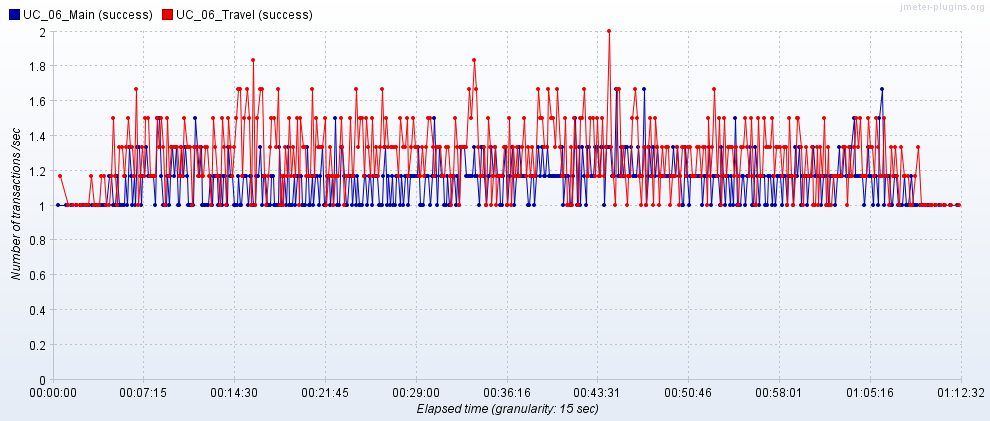 UC_06_Main (success) UC_06_Travel (success)
jmeter-plugins.org
Number of transactions/sec
2
1.8
1.6
1.4
1.2
1
0.8
0.6
0.4
0.2
0
00:00:00 00:07:15 00:14:30 00:21:45 00:29:00 00:36:16 00:43:31 00:50:46 00:58:01 01:05:16 01:12:32
Elapsed time (granularity: 15 sec)